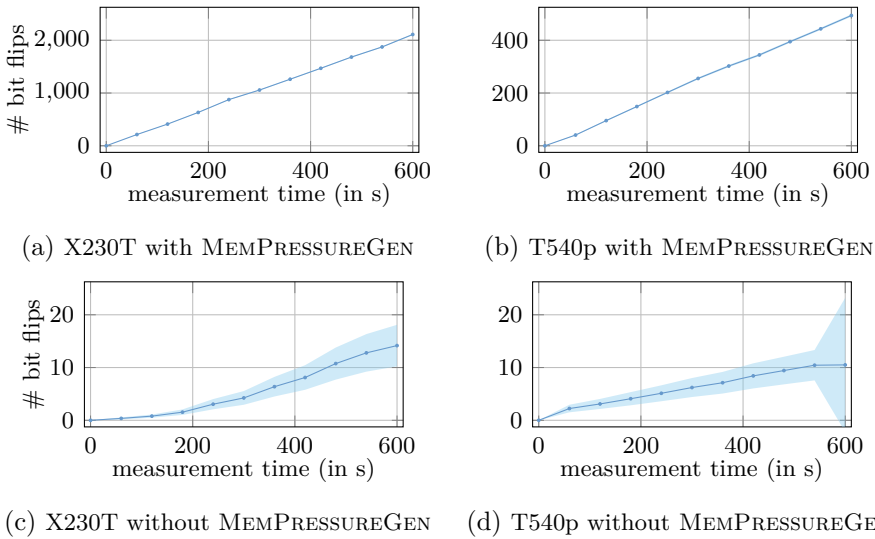 2,000
1,000
0
# bit flips
0 200 400 600
measurement time (in s)
(a) X230T with MEMPRESSUREGEN
400
200
0
0 200 400 600
measurement time (in s)
(b) T540p with MEMPRESSUREGEN
20
10
0
# bit flips
0 200 400 600
measurement time (in s)
(c) X230T without MEMPRESSUREGEN
20
10
0
0 200 400 600
measurement time (in s)
(d) T540p without MEMPRESSUREGE